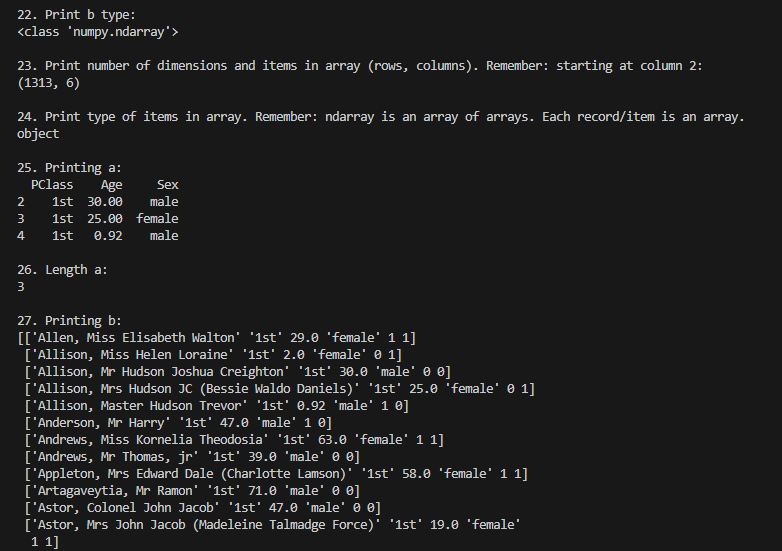 22. Print b type:
<class 'numpy.ndarray'>
23. Print number of dimensions and items in array (rows, columns). Remember: starting at column 2:
(1313, 6)
24. Print type of items in array. Remember: ndarray is an array of arrays. Each record/item is an array.
object
25. Printing a:
  PClass    Age     Sex
2    1st  30.00    male
3    1st  25.00  female
4    1st   0.92    male
26. Length a:
3
27. Printing b:
[['Allen, Miss Elisabeth Walton' '1st' 29.0 'female' 1 1]
 ['Allison, Miss Helen Loraine' '1st' 2.0 'female' 0 1]
 ['Allison, Mr Hudson Joshua Creighton' '1st' 30.0 'male' 0 0]
 ['Allison, Mrs Hudson JC (Bessie Waldo Daniels)' '1st' 25.0 'female' 0 1]
 ['Allison, Master Hudson Trevor' '1st' 0.92 'male' 1 0]
 ['Anderson, Mr Harry' '1st' 47.0 'male' 1 0]
 ['Andrews, Miss Kornelia Theodosia' '1st' 63.0 'female' 1 1]
 ['Andrews, Mr Thomas, jr' '1st' 39.0 'male' 0 0]
 ['Appleton, Mrs Edward Dale (Charlotte Lamson)' '1st' 58.0 'female' 1 1]
 ['Artagaveytia, Mr Ramon' '1st' 71.0 'male' 0 0]
 ['Astor, Colonel John Jacob' '1st' 47.0 'male' 0 0]
 ['Astor, Mrs John Jacob (Madeleine Talmadge Force)' '1st' 19.0 'female'
  1 1]